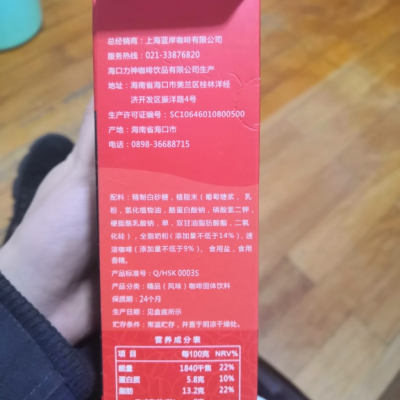 总经销商：上海蓝岸咖啡有限公司
服务热线：021-33876820
海口力神咖啡饮品有限公司生产
地址：海南省海口市美兰区桂林洋经
济开发区振洋路4号
生产许可证编号：SC10646010800500
产地：海南省海口市
电话：0898-36688715
配料：精制白砂糖，植脂末（葡萄糖浆，乳
粉，氢化植物油，酪蛋白酸钠，磷酸氢二钾，
硬脂酰乳酸钠，单，双甘油脂肪酸酯，二氧
化硅），全脂奶粉（添加量不低于14%），速
溶咖啡（添加量不低于9%）、食用盐，食用
香精。
产品标准号：Q/HSK 0003S
产品分类：精品（风味）咖啡固体饮料
保质期：24个月
生产日期：见盒底所示
贮存条件：常温贮存，并置于阴凉干燥处。
营养成分表
项目 每100克 NRV%
能量 1840千焦 22%
蛋白质 5.8克 10%
脂肪 13.2克 22%